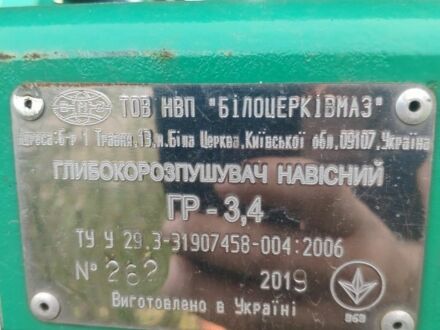 ТОВ НВП "БІЛОЦЕРКІВМАЗ"
Адреса:б-р 1 Травня,13,м.Біла Церква,Київської обл.09107,Україна
ГЛИБОКОРОЗПУШУВАЧ НАВІСНИЙ
ГР - 3,4
ТУ У 29.3-31907458-004:2006
№ 262 2019
Виготовлено в Україні